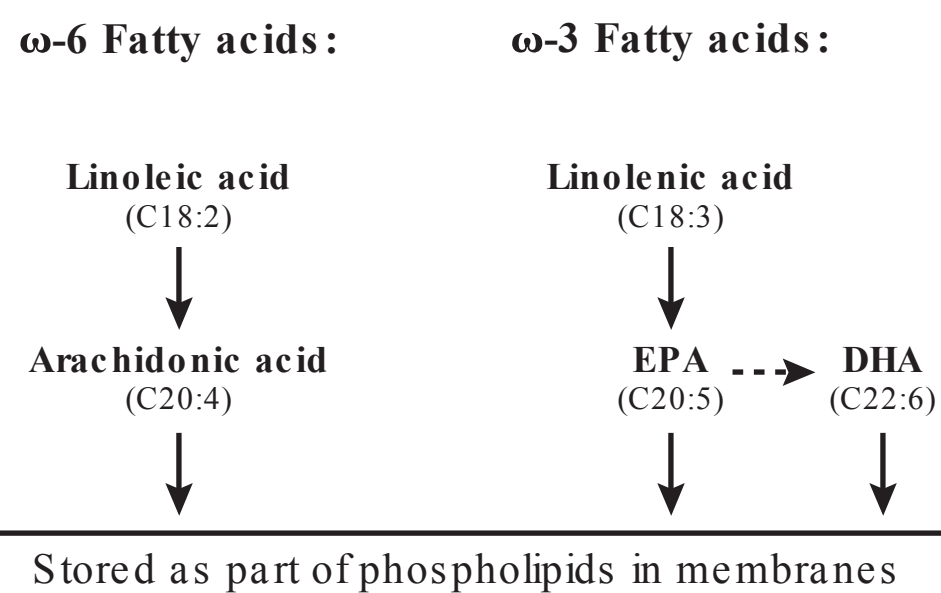 ω-6 Fatty acids:
ω-3 Fatty acids:
Linoleic acid
(C18:2)
Linolenic acid
(C18:3)
Arachidonic acid
(C20:4)
EPA
(C20:5)
DHA
(C22:6)
Stored as part of phospholipids in membranes